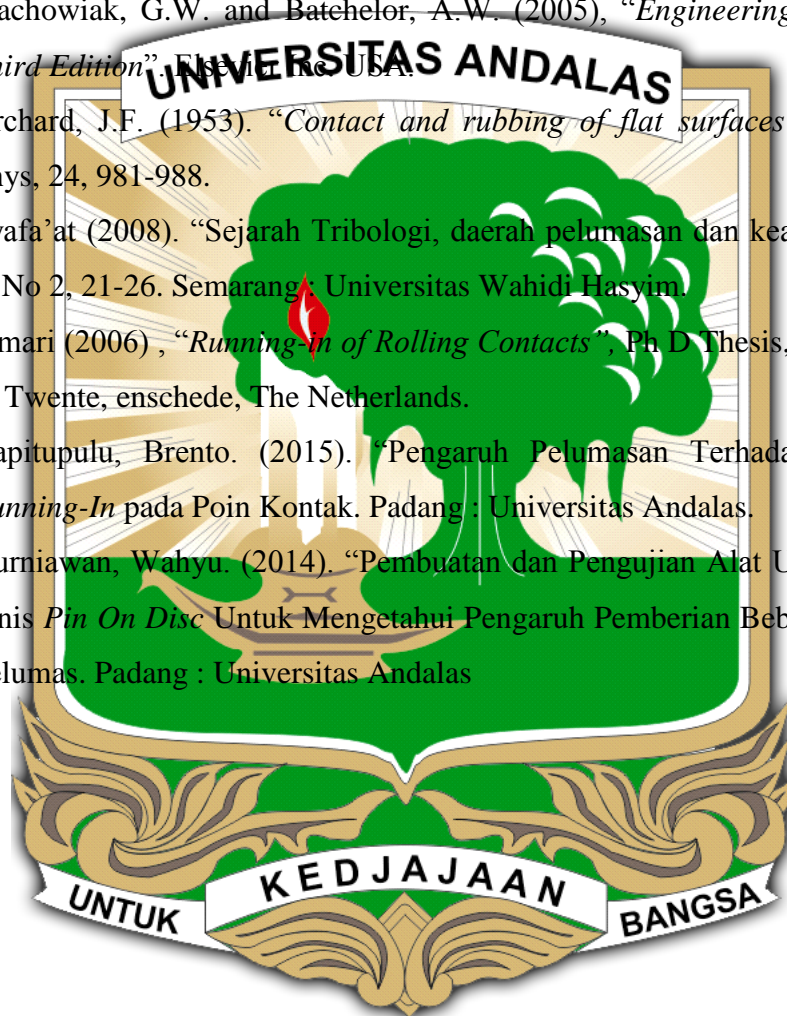 achowiak, G.W. and Batchelor, A.W. (2005), “Engineering
hird Edition”. Elsevier Inc. USA.
UNIVERSITAS ANDALAS
rchard, J.F. (1953). “Contact and rubbing of flat surfaces
hys, 24, 981-988.
yafa’at (2008). “Sejarah Tribologi, daerah pelumasan dan kea
No 2, 21-26. Semarang : Universitas Wahidi Hasyim.
mari (2006) , “Running-in of Rolling Contacts”, Ph D Thesis,
Twente, enschede, The Netherlands.
apitupulu, Brento. (2015). “Pengaruh Pelumasan Terhada
unning-In pada Poin Kontak. Padang : Universitas Andalas.
urniawan, Wahyu. (2014). “Pembuatan dan Pengujian Alat U
nis Pin On Disc Untuk Mengetahui Pengaruh Pemberian Beb
elumas. Padang : Universitas Andalas
UNTUK KEDJAJAAN BANGSA